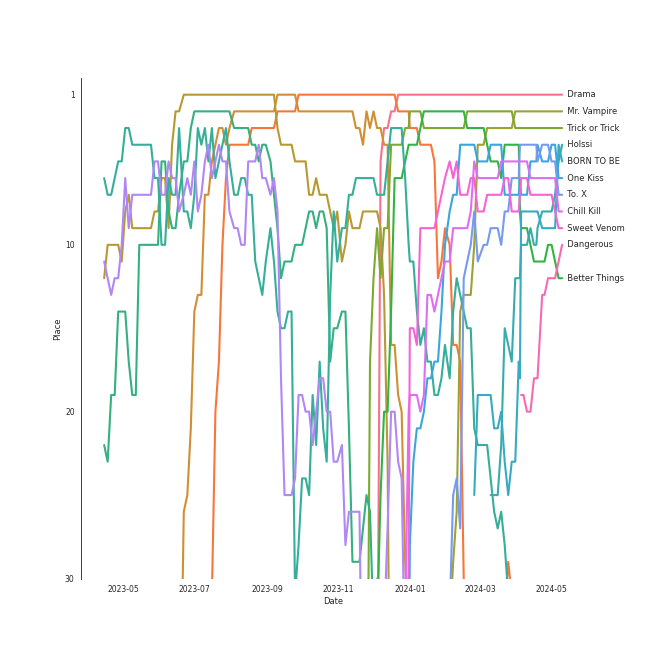 1
10
20
30
Place
2023-05
2023-07
2023-09
2023-11
2024-01
2024-03
2024-05
Date
Drama
Mr. Vampire
Trick or Trick
Holssi
BORN TO BE
One Kiss
To. X
Chill Kill
Sweet Venom
Dangerous
Better Things